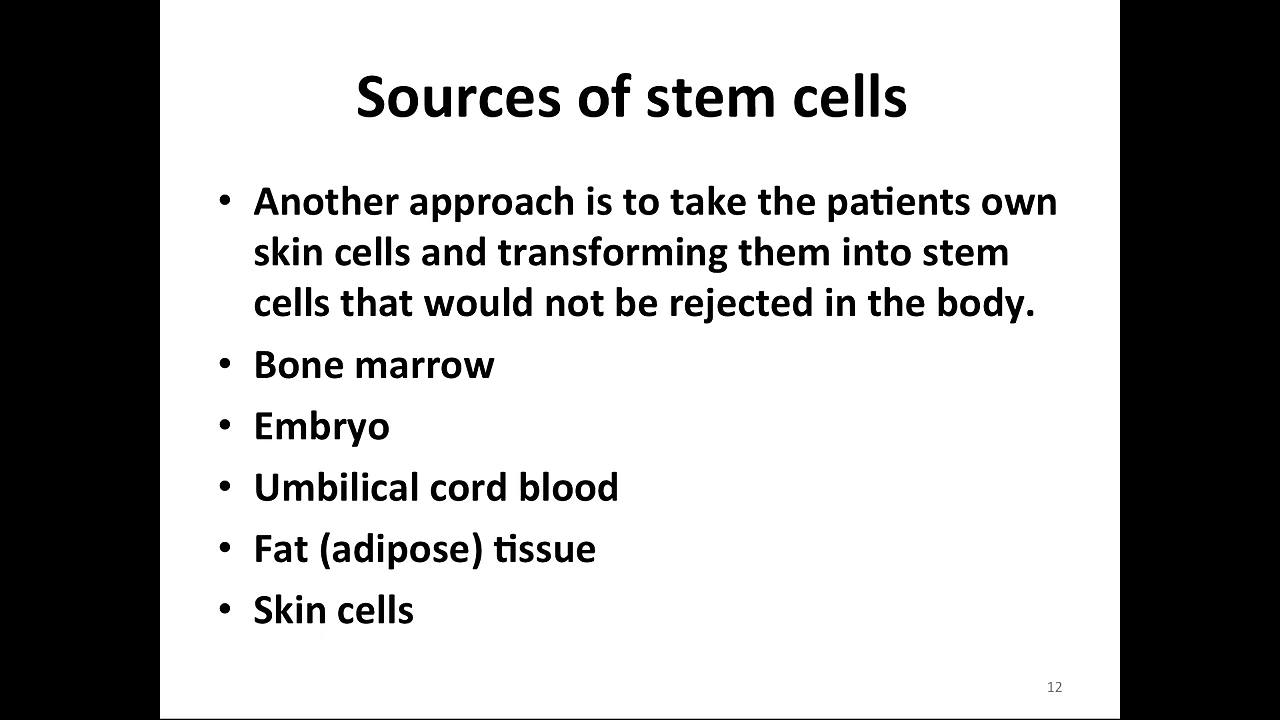 Sources of stem cells
• Another approach is to take the patients own
skin cells and transforming them into stem
cells that would not be rejected in the body.
• Bone marrow
• Embryo
• Umbilical cord blood
• Fat (adipose) tissue
• Skin cells
12